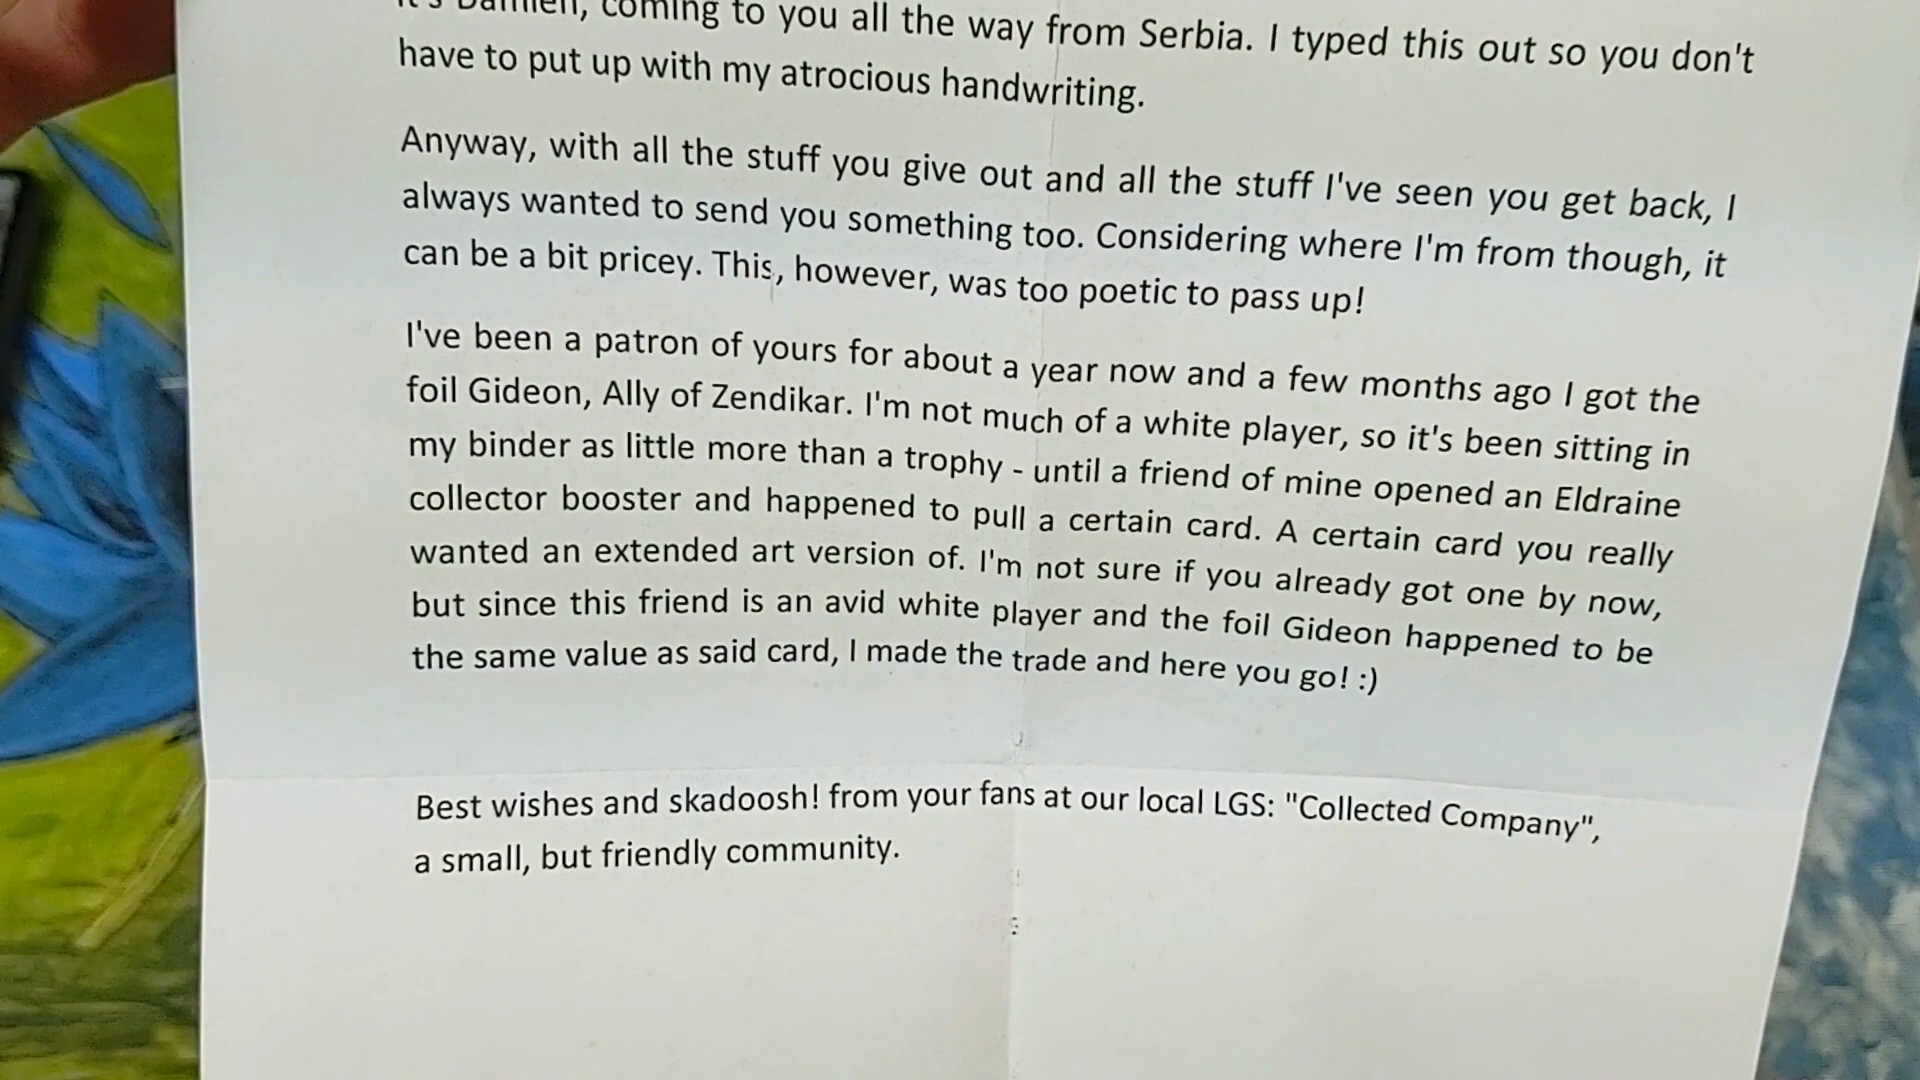 It's Damien, coming to you all the way from Serbia. I typed this out so you don't
have to put up with my atrocious handwriting.
Anyway, with all the stuff you give out and all the stuff I've seen you get back, I
always wanted to send you something too. Considering where I'm from though, it
can be a bit pricey. This, however, was too poetic to pass up!
I've been a patron of yours for about a year now and a few months ago I got the
foil Gideon, Ally of Zendikar. I'm not much of a white player, so it's been sitting in
my binder as little more than a trophy - until a friend of mine opened an Eldraine
collector booster and happened to pull a certain card. A certain card you really
wanted an extended art version of. I'm not sure if you already got one by now,
but since this friend is an avid white player and the foil Gideon happened to be
the same value as said card, I made the trade and here you go! :)
Best wishes and skadoosh! from your fans at our local LGS: "Collected Company",
a small, but friendly community.